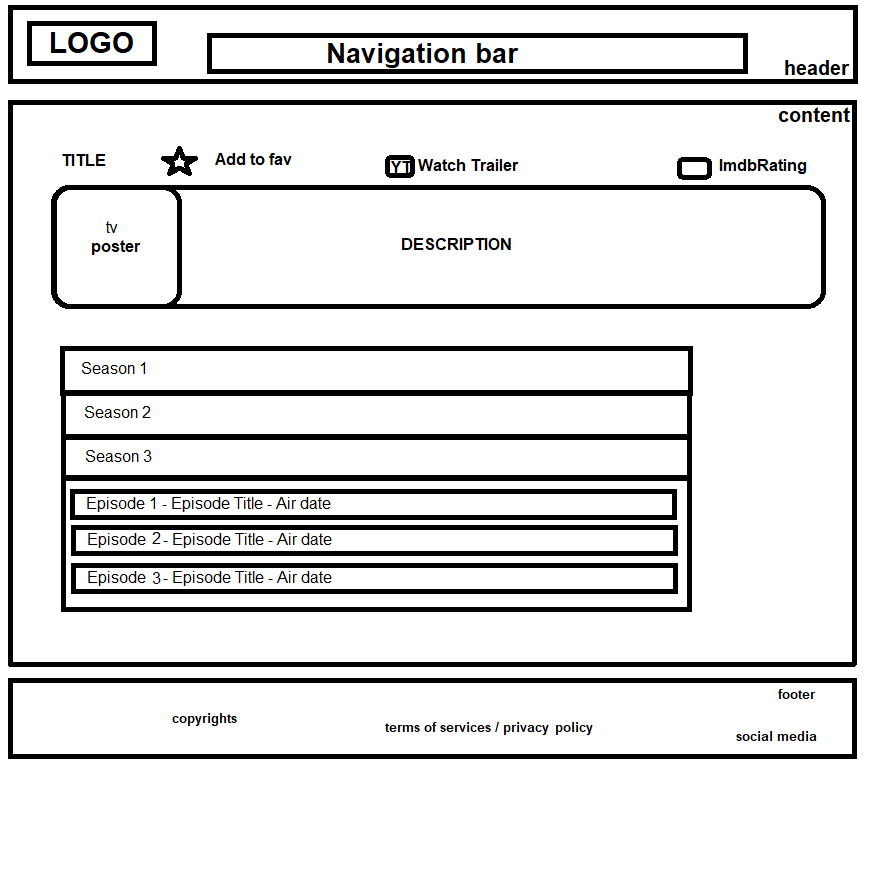 LOGO
Navigation bar
header
content
TITLE
Add to fav
YT Watch Trailer
ImdbRating
tv
poster
DESCRIPTION
Season 1
Season 2
Season 3
Episode 1 - Episode Title - Air date
Episode 2 - Episode Title - Air date
Episode 3 - Episode Title - Air date
footer
copyrights
terms of services / privacy policy
social media